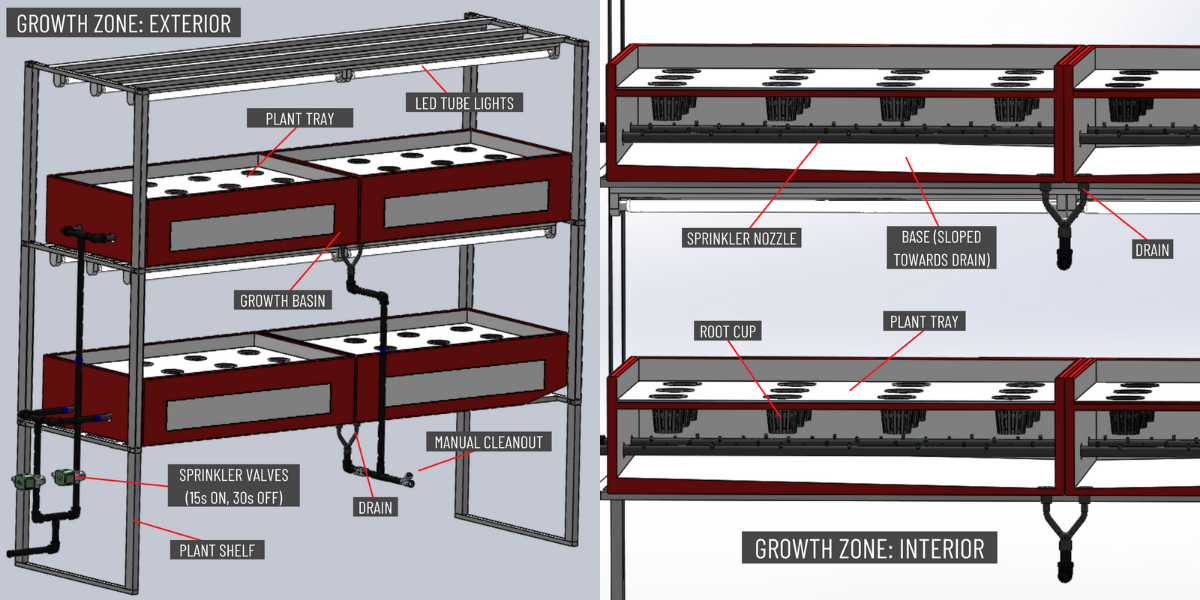 GROWTH ZONE: EXTERIOR
LED TUBE LIGHTS
PLANT TRAY
GROWTH BASIN
MANUAL CLEANOUT
SPRINKLER VALVES
(15s ON, 30s OFF)
DRAIN
PLANT SHELF
SPRINKLER NOZZLE
BASE (SLOPED
TOWARDS DRAIN)
DRAIN
ROOT CUP
PLANT TRAY
GROWTH ZONE: INTERIOR